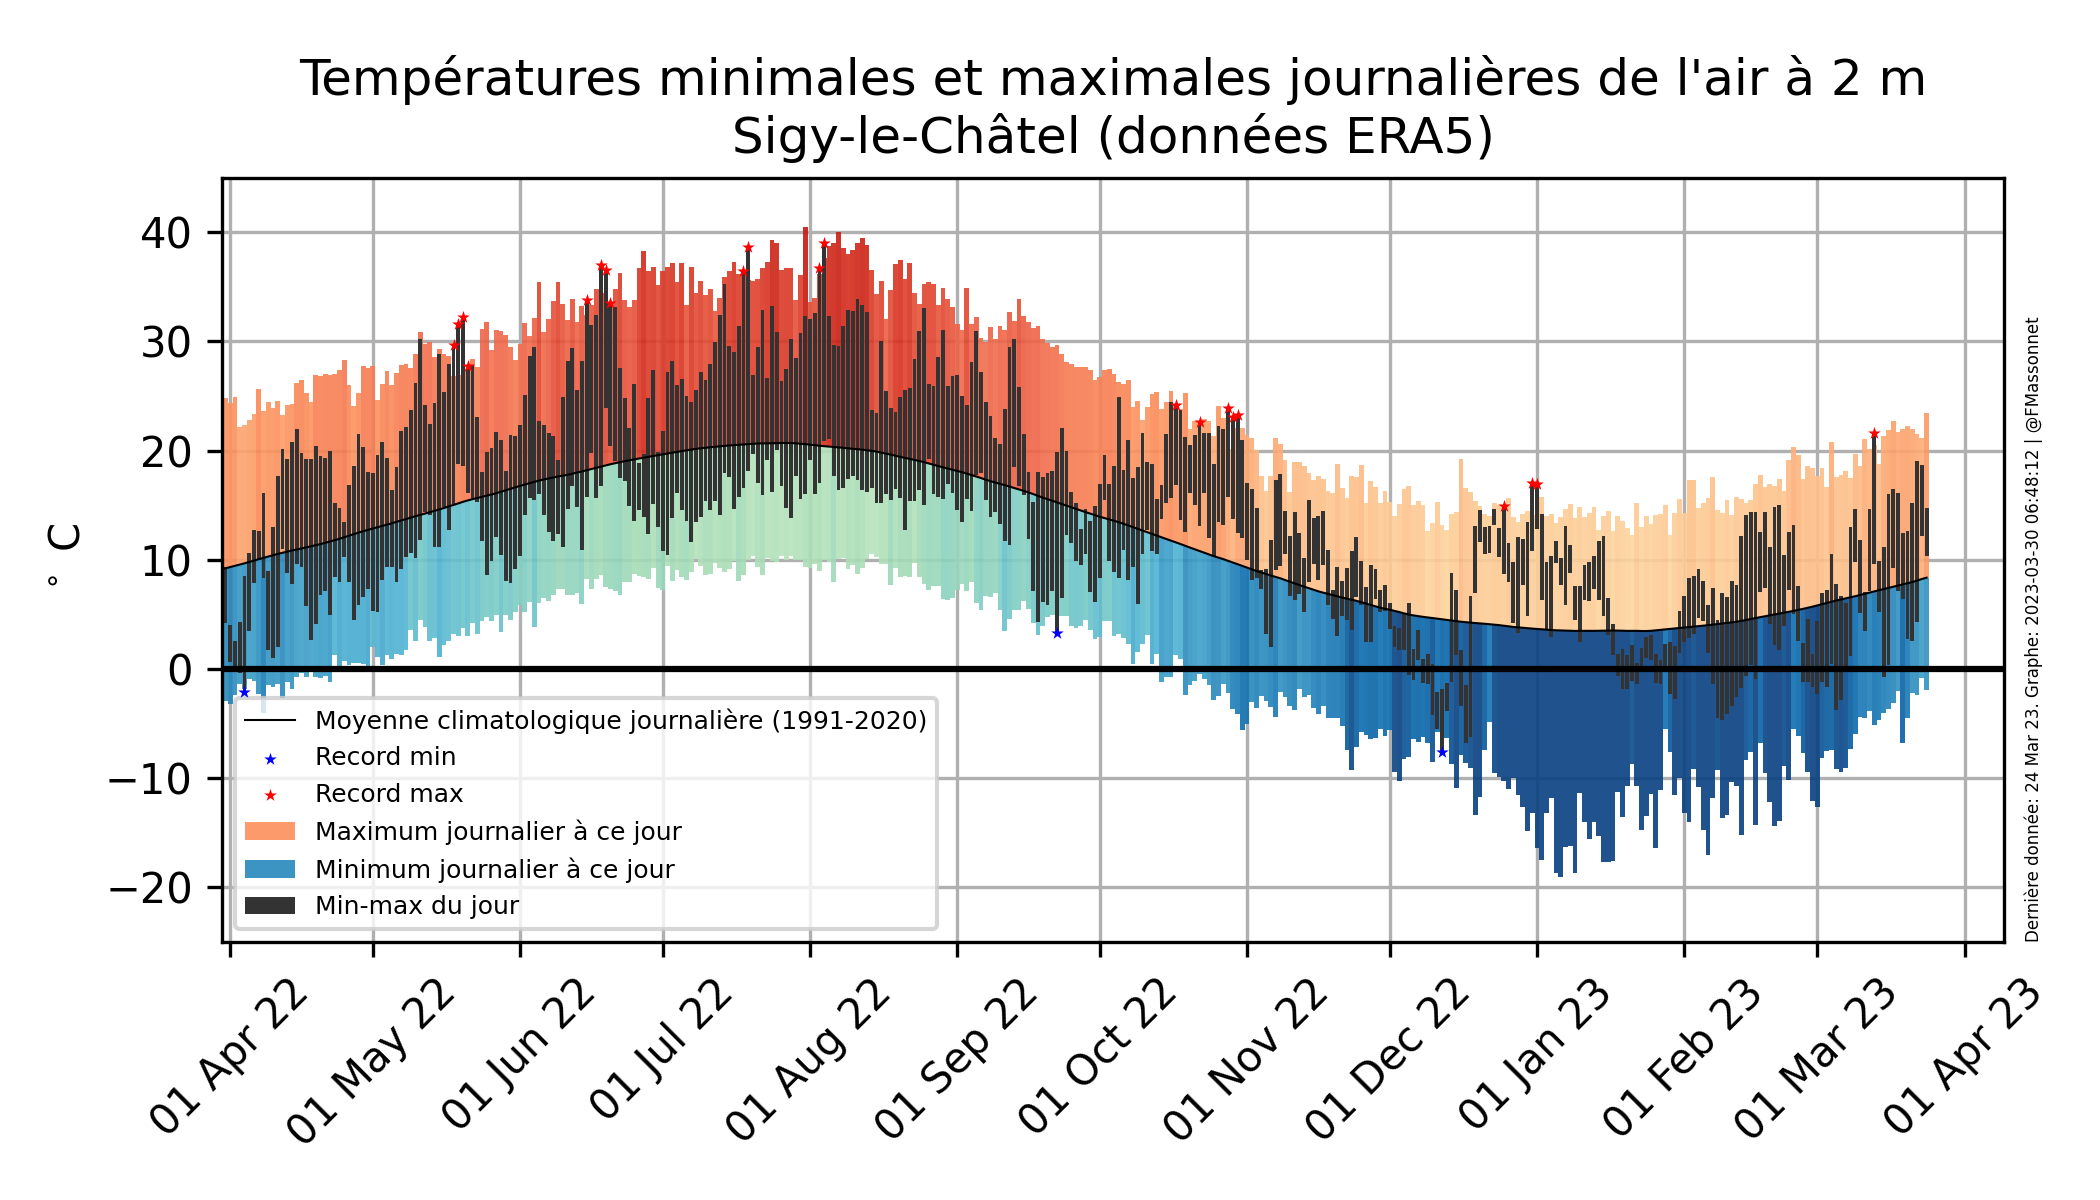 Températures minimales et maximales journalières de l'air à 2 m
Sigy-le-Châtel (données ERA5)
° C
40
30
20
10
0
−10
−20
Moyenne climatologique journalière (1991-2020)
Record min
Record max
Maximum journalier à ce jour
Minimum journalier à ce jour
Min-max du jour
01 Apr 22
01 May 22
01 Jun 22
01 Jul 22
01 Aug 22
01 Sep 22
01 Oct 22
01 Nov 22
01 Dec 22
01 Jan 23
01 Feb 23
01 Mar 23
01 Apr 23
Dernière donnée: 24 Mar 23. Graphe: 2023-03-30 06:48:12 | @FMassonnet